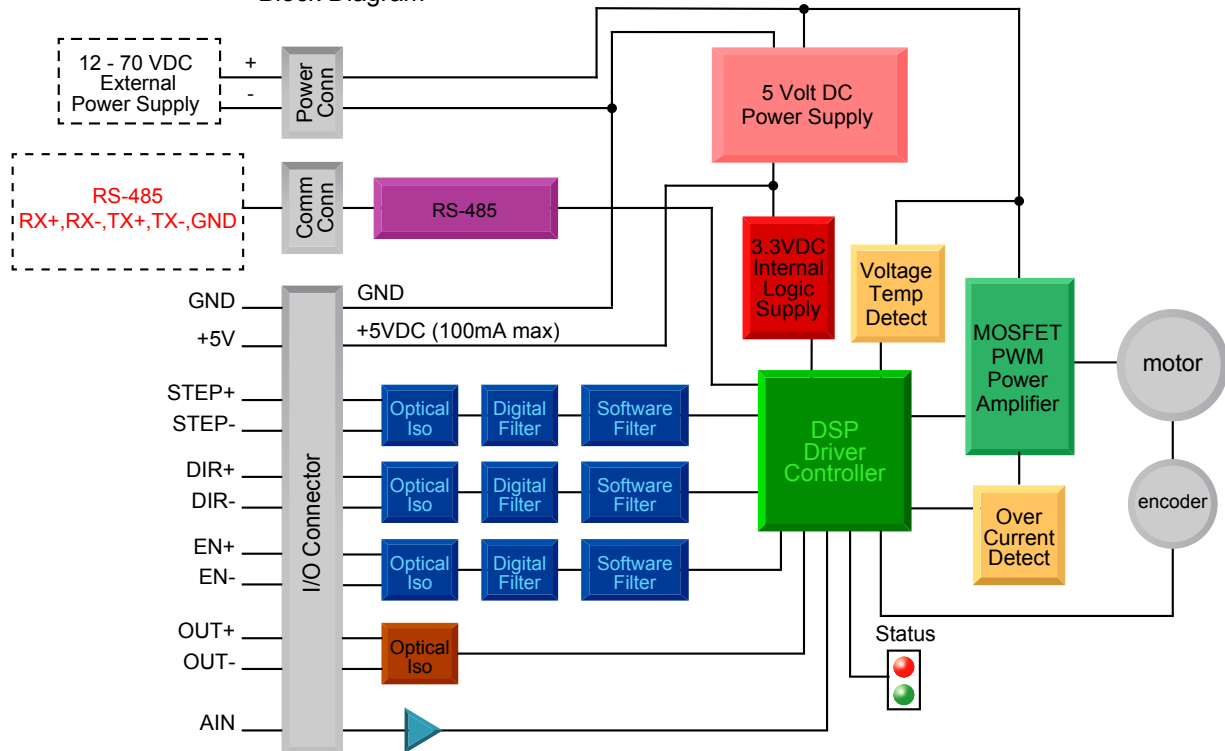 Block Diagram
12 - 70 VDC
External
Power Supply
+
-
Power
Conn
5 Volt DC
Power Supply
RS-485
RX+,RX-,TX+,TX-,GND
Comm
Conn
RS-485
3.3VDC
Internal
Logic
Supply
Voltage
Temp
Detect
MOSFET
PWM
Power
Amplifier
motor
encoder
GND
+5V
GND
+5VDC (100mA max)
I/O Connector
STEP+
STEP-
Optical
Iso
Digital
Filter
Software
Filter
DSP
Driver
Controller
DIR+
DIR-
Optical
Iso
Digital
Filter
Software
Filter
Over
Current
Detect
EN+
EN-
Optical
Iso
Digital
Filter
Software
Filter
OUT+
OUT-
Optical
Iso
Status
AIN